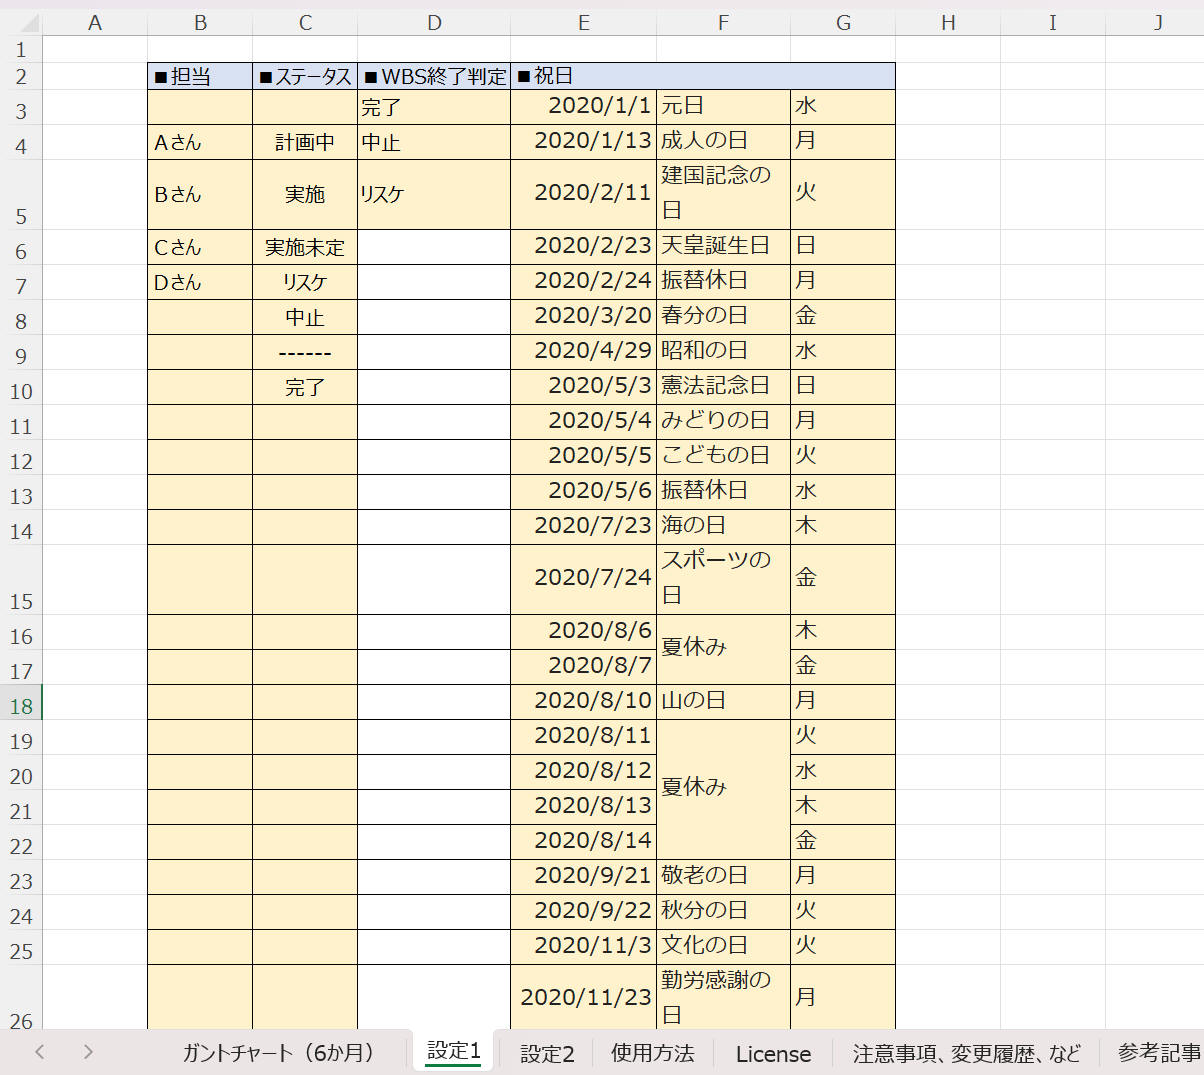 A B C D E F G H I J
1
2 ■担当 ■ステータス ■WBS終了判定 ■祝日
3 完了 2020/1/1 元日 水
4 Aさん 計画中 中止 2020/1/13 成人の日 月
5 Bさん 実施 リスケ 2020/2/11 建国記念の
日 火
6 Cさん 実施未定 2020/2/23 天皇誕生日 日
7 Dさん リスケ 2020/2/24 振替休日 月
8 中止 2020/3/20 春分の日 金
9 ------ 2020/4/29 昭和の日 水
10 完了 2020/5/3 憲法記念日 日
11 2020/5/4 みどりの日 月
12 2020/5/5 こどもの日 火
13 2020/5/6 振替休日 水
14 2020/7/23 海の日 木
15 2020/7/24 スポーツの
日 金
16 2020/8/6 夏休み 木
17 2020/8/7 金
18 2020/8/10 山の日 月
19 2020/8/11 火
20 2020/8/12 夏休み 水
21 2020/8/13 木
22 2020/8/14 金
23 2020/9/21 敬老の日 月
24 2020/9/22 秋分の日 火
25 2020/11/3 文化の日 火
26 2020/11/23 勤労感謝の
日 月
ガントチャート（6か月） 設定1 設定2 使用方法 License 注意事項、変更履歴、など 参考記事